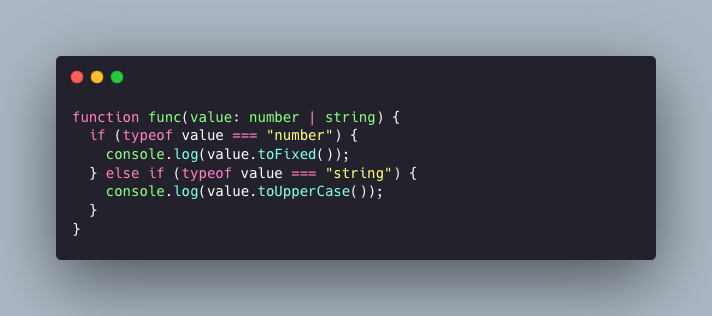 function func(value: number | string) {
  if (typeof value === "number") {
    console.log(value.toFixed());
  } else if (typeof value === "string") {
    console.log(value.toUpperCase());
  }
}